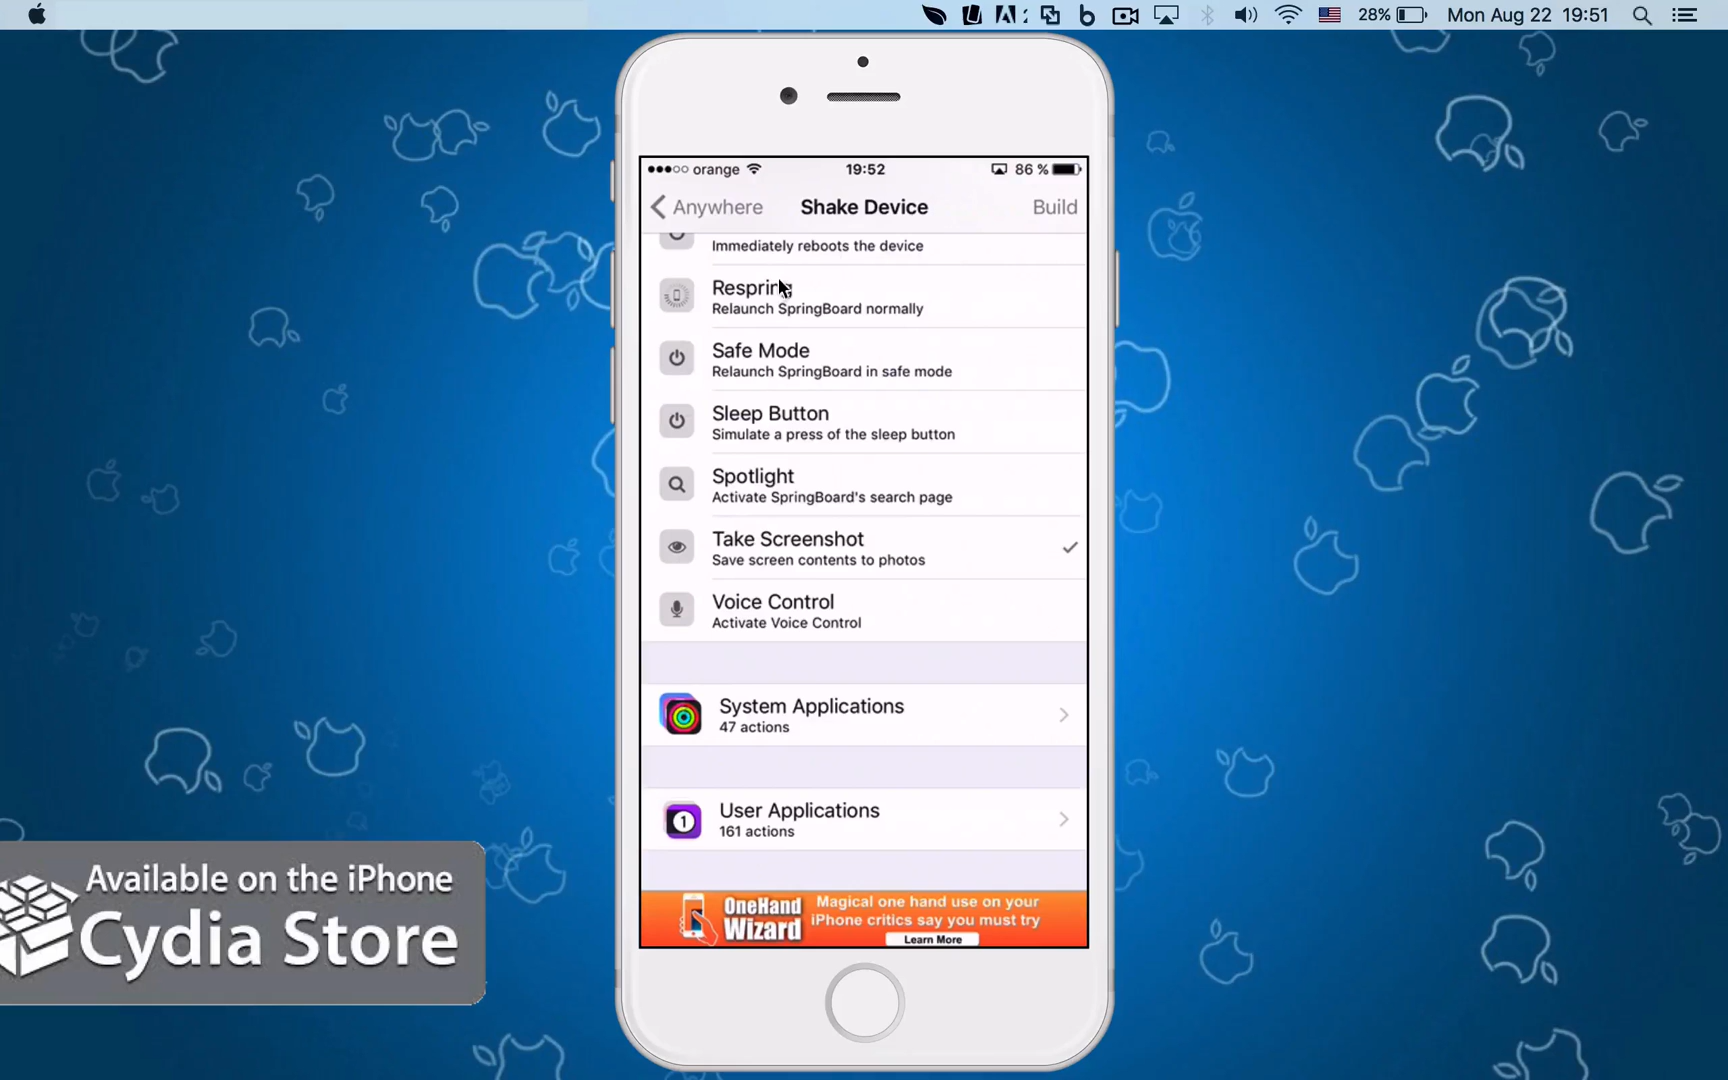 28% Mon Aug 22 19:51
orange 19:52 86 %
Anywhere Shake Device Build
Immediately reboots the device
Respring
Relaunch SpringBoard normally
Safe Mode
Relaunch SpringBoard in safe mode
Sleep Button
Simulate a press of the sleep button
Spotlight
Activate SpringBoard's search page
Take Screenshot
Save screen contents to photos
Voice Control
Activate Voice Control
System Applications
47 actions
1 User Applications
161 actions
OneHand Wizard
Magical one hand use on your
iPhone critics say you must try
Learn More
Available on the iPhone
Cydia Store